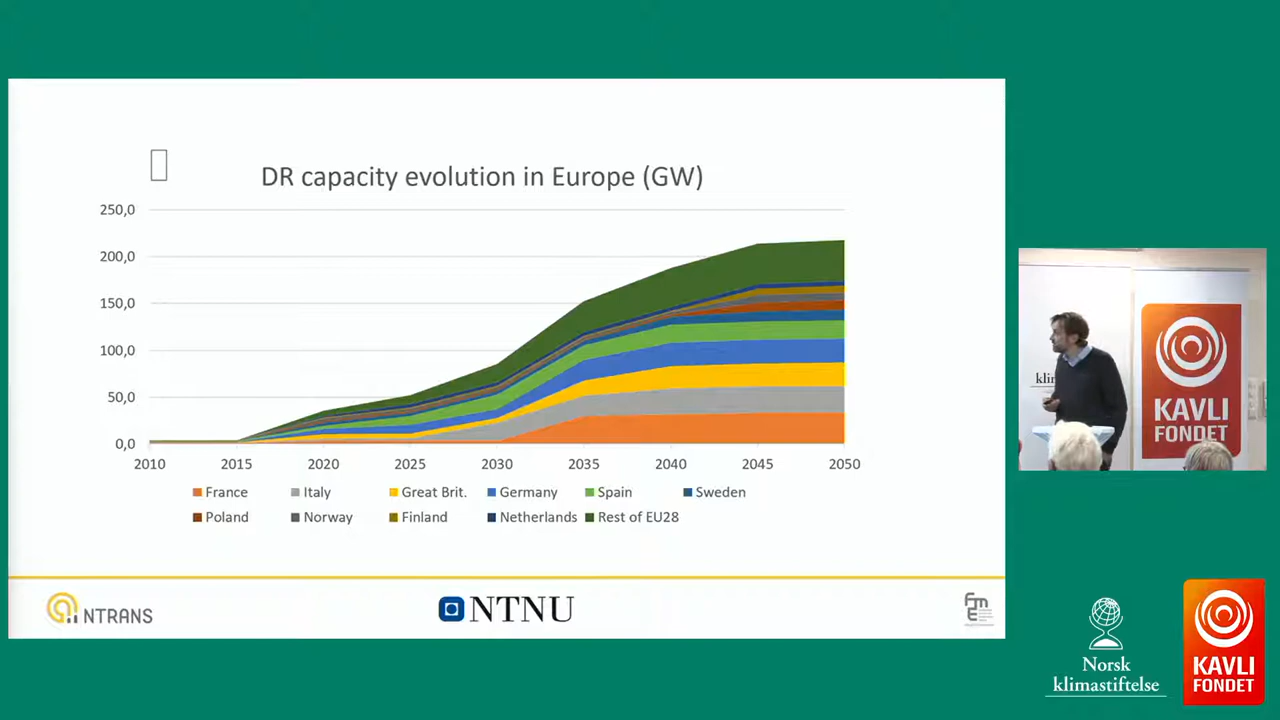 DR capacity evolution in Europe (GW)
250,0
200,0
150,0
100,0
50,0
0,0
2010 2015 2020 2025 2030 2035 2040 2045 2050
France Italy Great Brit. Germany Spain Sweden
Poland Norway Finland Netherlands Rest of EU28
NTRANS
NTNU
FME
KAVLI
FONDET
Norsk
klimastiftelse
KAVLI
FONDET